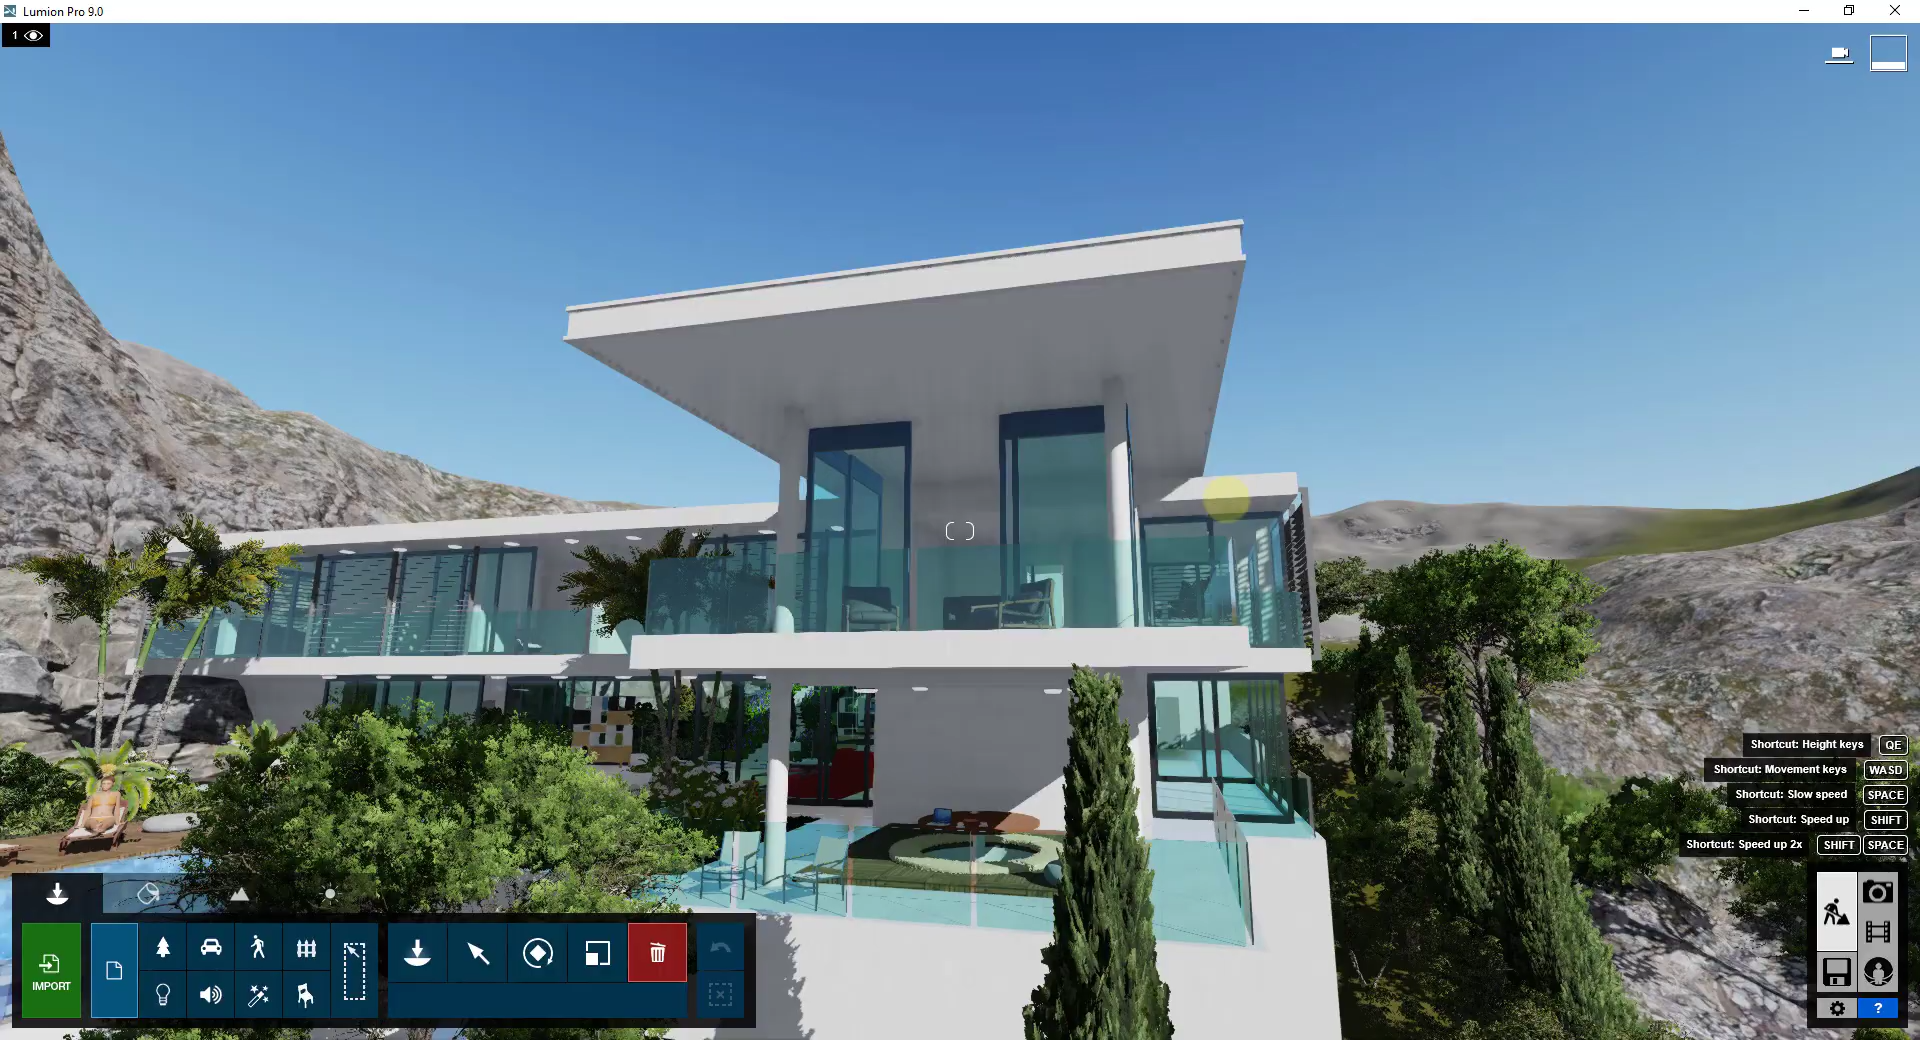 Lumion Pro 9.0
1
Shortcut: Height keys QE
Shortcut: Movement keys WASD
Shortcut: Slow speed SPACE
Shortcut: Speed up SHIFT
Shortcut: Speed up 2x SHIFT SPACE
IMPORT
?